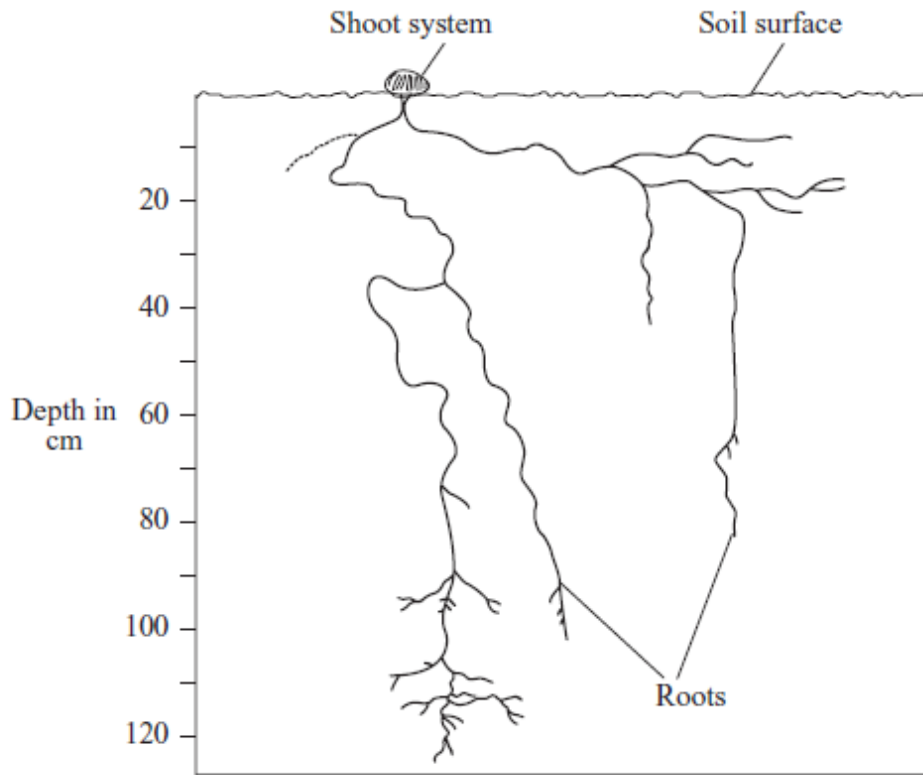 Shoot system
Soil surface
20
40
Depth in
cm
60
80
100
Roots
120